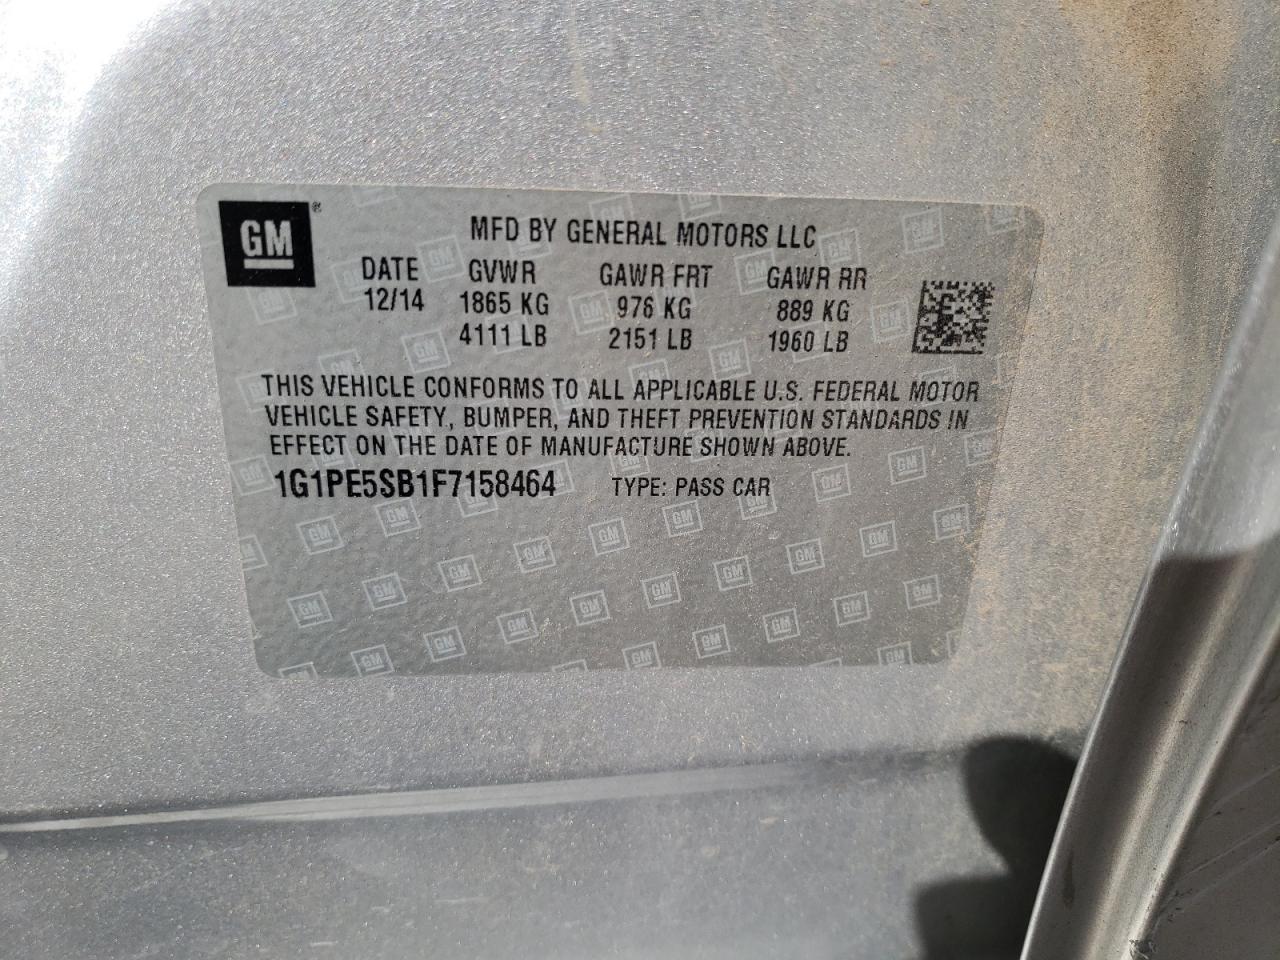 GM ®
MFD BY GENERAL MOTORS LLC
DATE GVWR GAWR FRT GAWR RR
12/14 1865 KG 976 KG 889 KG
4111 LB 2151 LB 1960 LB
THIS VEHICLE CONFORMS TO ALL APPLICABLE U.S. FEDERAL MOTOR
VEHICLE SAFETY, BUMPER, AND THEFT PREVENTION STANDARDS IN
EFFECT ON THE DATE OF MANUFACTURE SHOWN ABOVE.
1G1PE5SB1F7158464 TYPE: PASS CAR